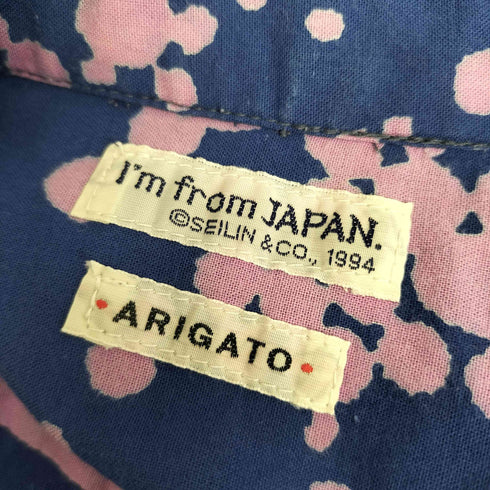 I'm from JAPAN.
©SEILIN & CO., 1994
• ARIGATO •